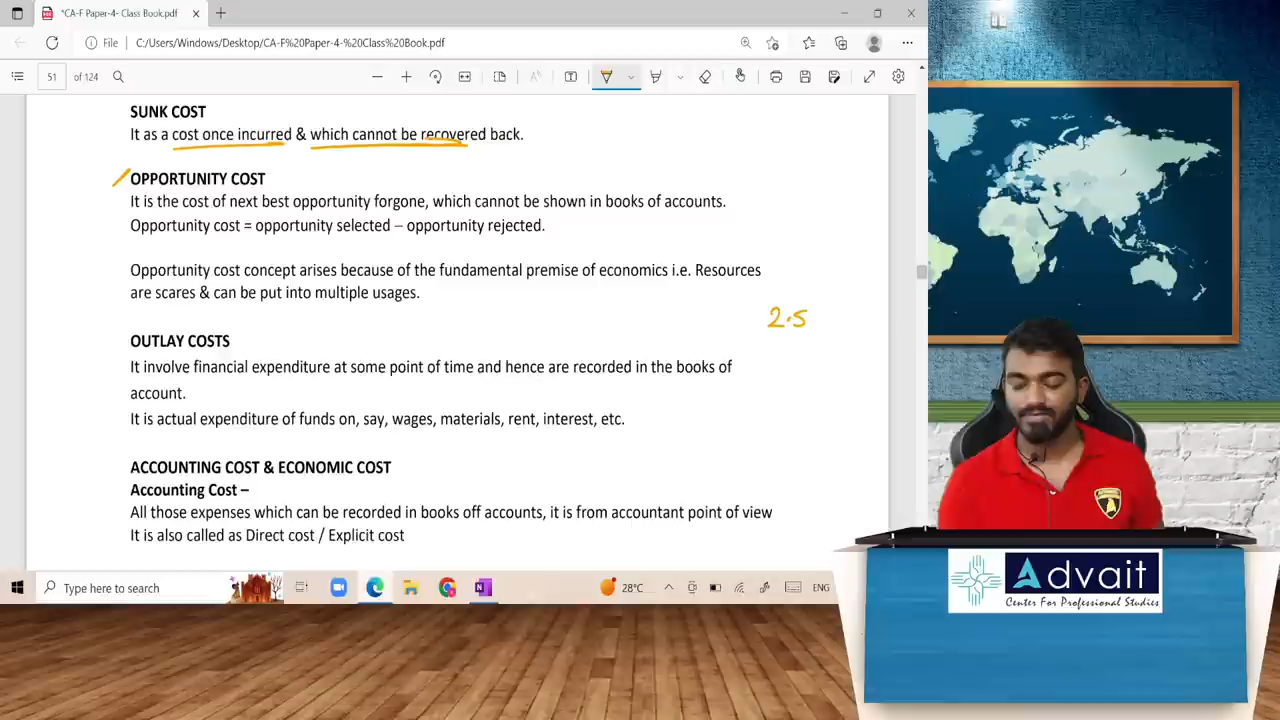 *CA-F Paper-4- Class Book.pdf
File
C:/Users/Windows/Desktop/CA-F%20Paper-4-%20Class%20Book.pdf
51 of 124
SUNK COST
It as a cost once incurred & which cannot be recovered back.
OPPORTUNITY COST
It is the cost of next best opportunity forgone, which cannot be shown in books of accounts.
Opportunity cost = opportunity selected – opportunity rejected.
Opportunity cost concept arises because of the fundamental premise of economics i.e. Resources
are scares & can be put into multiple usages.
2.5
OUTLAY COSTS
It involve financial expenditure at some point of time and hence are recorded in the books of
account.
It is actual expenditure of funds on, say, wages, materials, rent, interest, etc.
ACCOUNTING COST & ECONOMIC COST
Accounting Cost –
All those expenses which can be recorded in books off accounts, it is from accountant point of view
It is also called as Direct cost / Explicit cost
Type here to search
28°C
ENG
Advait
Center For Professional Studies